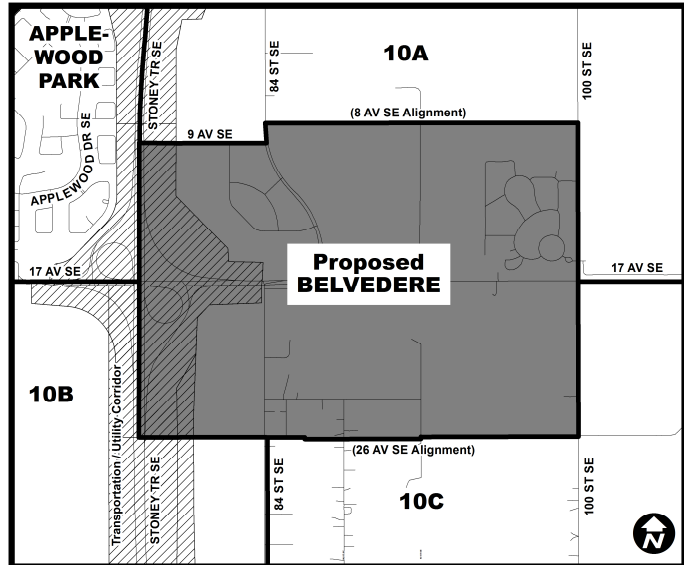 APPLE-
WOOD
PARK
STONEY TR SE
84 ST SE
10A
100 ST SE
(8 AV SE Alignment)
9 AV SE
APPLEWOOD DR SE
Proposed
BELVEDERE
17 AV SE
17 AV SE
10B
Transportation / Utility Corridor
STONEY TR SE
84 ST SE
(26 AV SE Alignment)
10C
100 ST SE
N